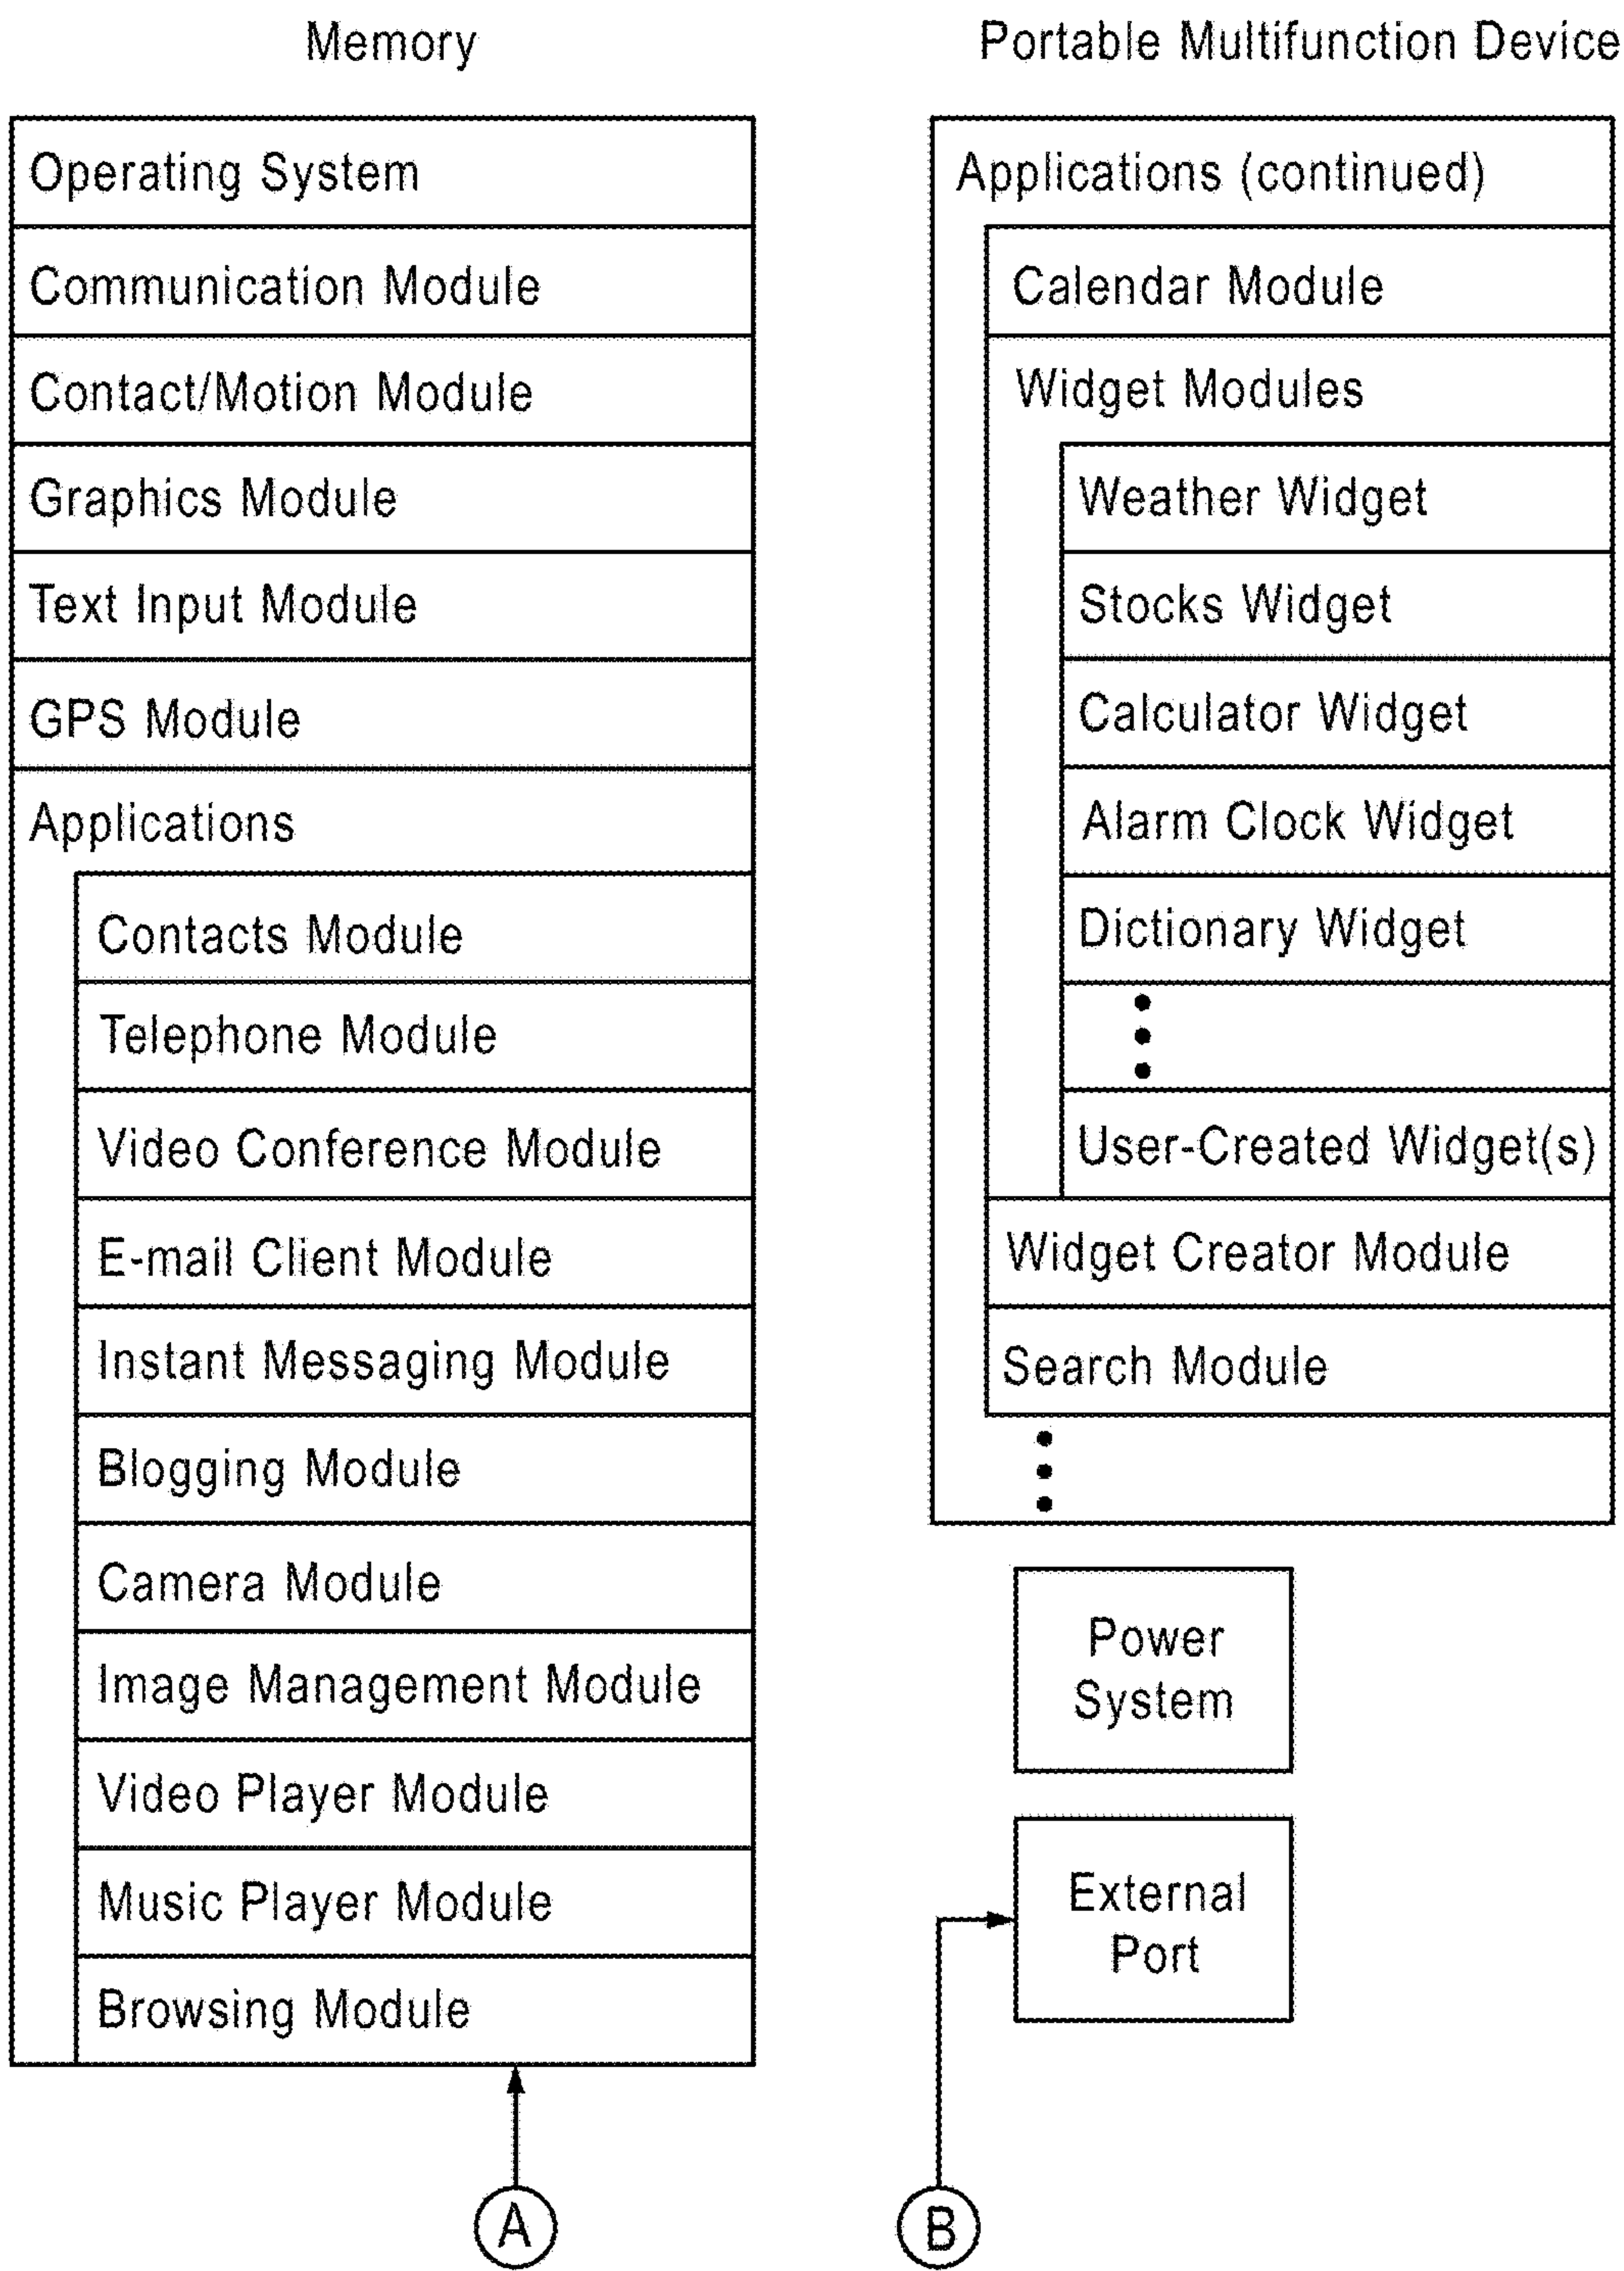 Memory
Operating System
Communication Module
Contact/Motion Module
Graphics Module
Text Input Module
GPS Module
Applications
Contacts Module
Telephone Module
Video Conference Module
E-mail Client Module
Instant Messaging Module
Blogging Module
Camera Module
Image Management Module
Video Player Module
Music Player Module
Browsing Module
A
Portable Multifunction Device
Applications (continued)
Calendar Module
Widget Modules
Weather Widget
Stocks Widget
Calculator Widget
Alarm Clock Widget
Dictionary Widget
User-Created Widget(s)
Widget Creator Module
Search Module
Power
System
External
Port
B